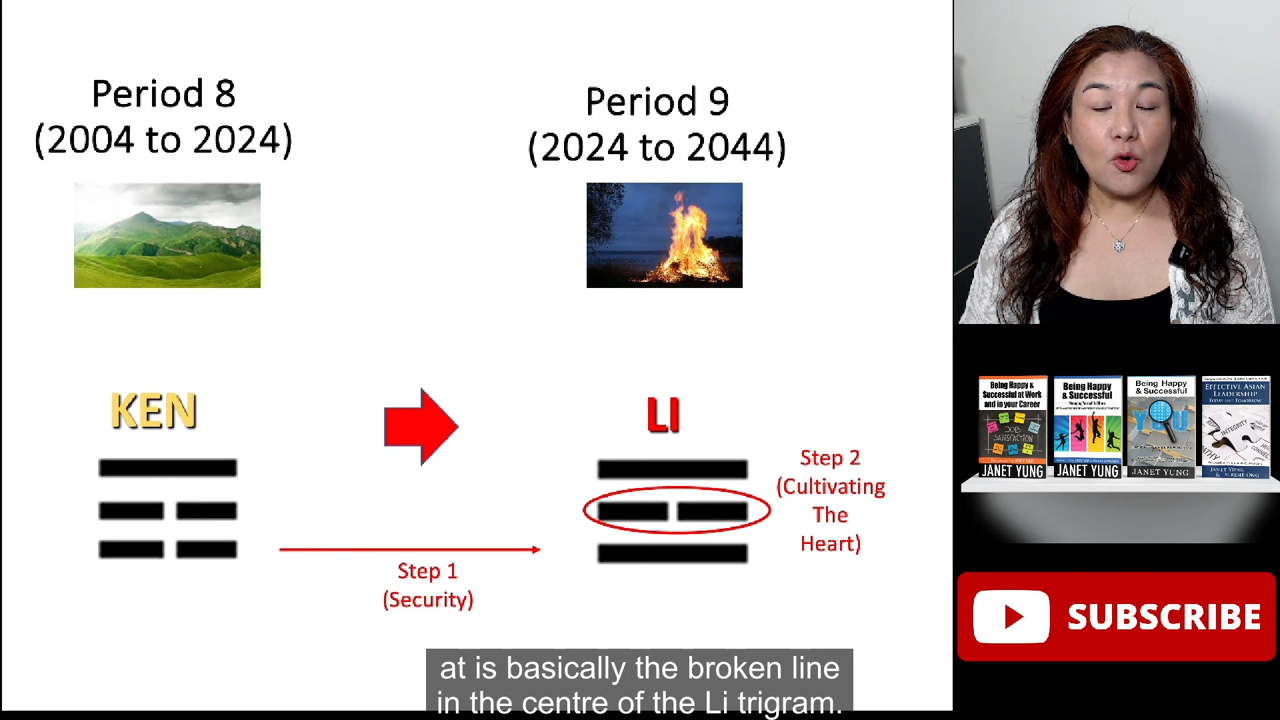 Period 8
(2004 to 2024)
Period 9
(2024 to 2044)
KEN
LI
Step 1
(Security)
Step 2
(Cultivating
The
Heart)
at is basically the broken line
in the centre of the Li trigram.
Being Happy &
Successful at Work
and in your Career
JOB
SATISFACTION
JANET YUNG
Being Happy &
Successful
JANET YUNG
Being Happy
& Successful
YOU
JANET YUNG
EFFECTIVE ASIAN
LEADERSHIP
INTEGRITY
JANET YUNG
SUBSCRIBE